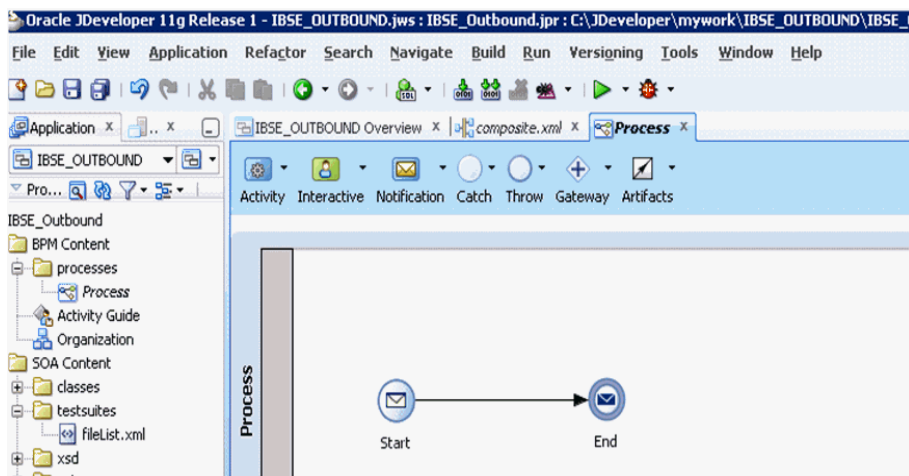 Oracle JDeveloper 11g Release 1 - IBSE_OUTBOUND.jws : IBSE_Outbound.jpr : C:\JDeveloper\mywork\IBSE_OUTBOUND\IBSE_
File Edit View Application Refactor Search Navigate Build Run Versioning Tools Window Help
Application x .. x IBSE_OUTBOUND Overview x composite.xml x Process x
IBSE_OUTBOUND
Activity Interactive Notification Catch Throw Gateway Artifacts
Pro...
IBSE_Outbound
BPM Content
processes
Process
Activity Guide
Organization
SOA Content
classes
testsuites
fileList.xml
xsd
Process
Start End